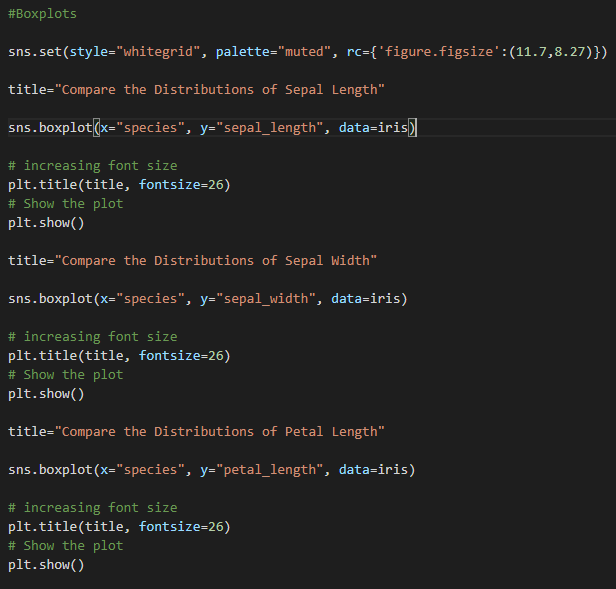 #Boxplots
sns.set(style="whitegrid", palette="muted", rc={'figure.figsize':(11.7,8.27)})
title="Compare the Distributions of Sepal Length"
sns.boxplot(x="species", y="sepal_length", data=iris)
# increasing font size
plt.title(title, fontsize=26)
# Show the plot
plt.show()
title="Compare the Distributions of Sepal Width"
sns.boxplot(x="species", y="sepal_width", data=iris)
# increasing font size
plt.title(title, fontsize=26)
# Show the plot
plt.show()
title="Compare the Distributions of Petal Length"
sns.boxplot(x="species", y="petal_length", data=iris)
# increasing font size
plt.title(title, fontsize=26)
# Show the plot
plt.show()